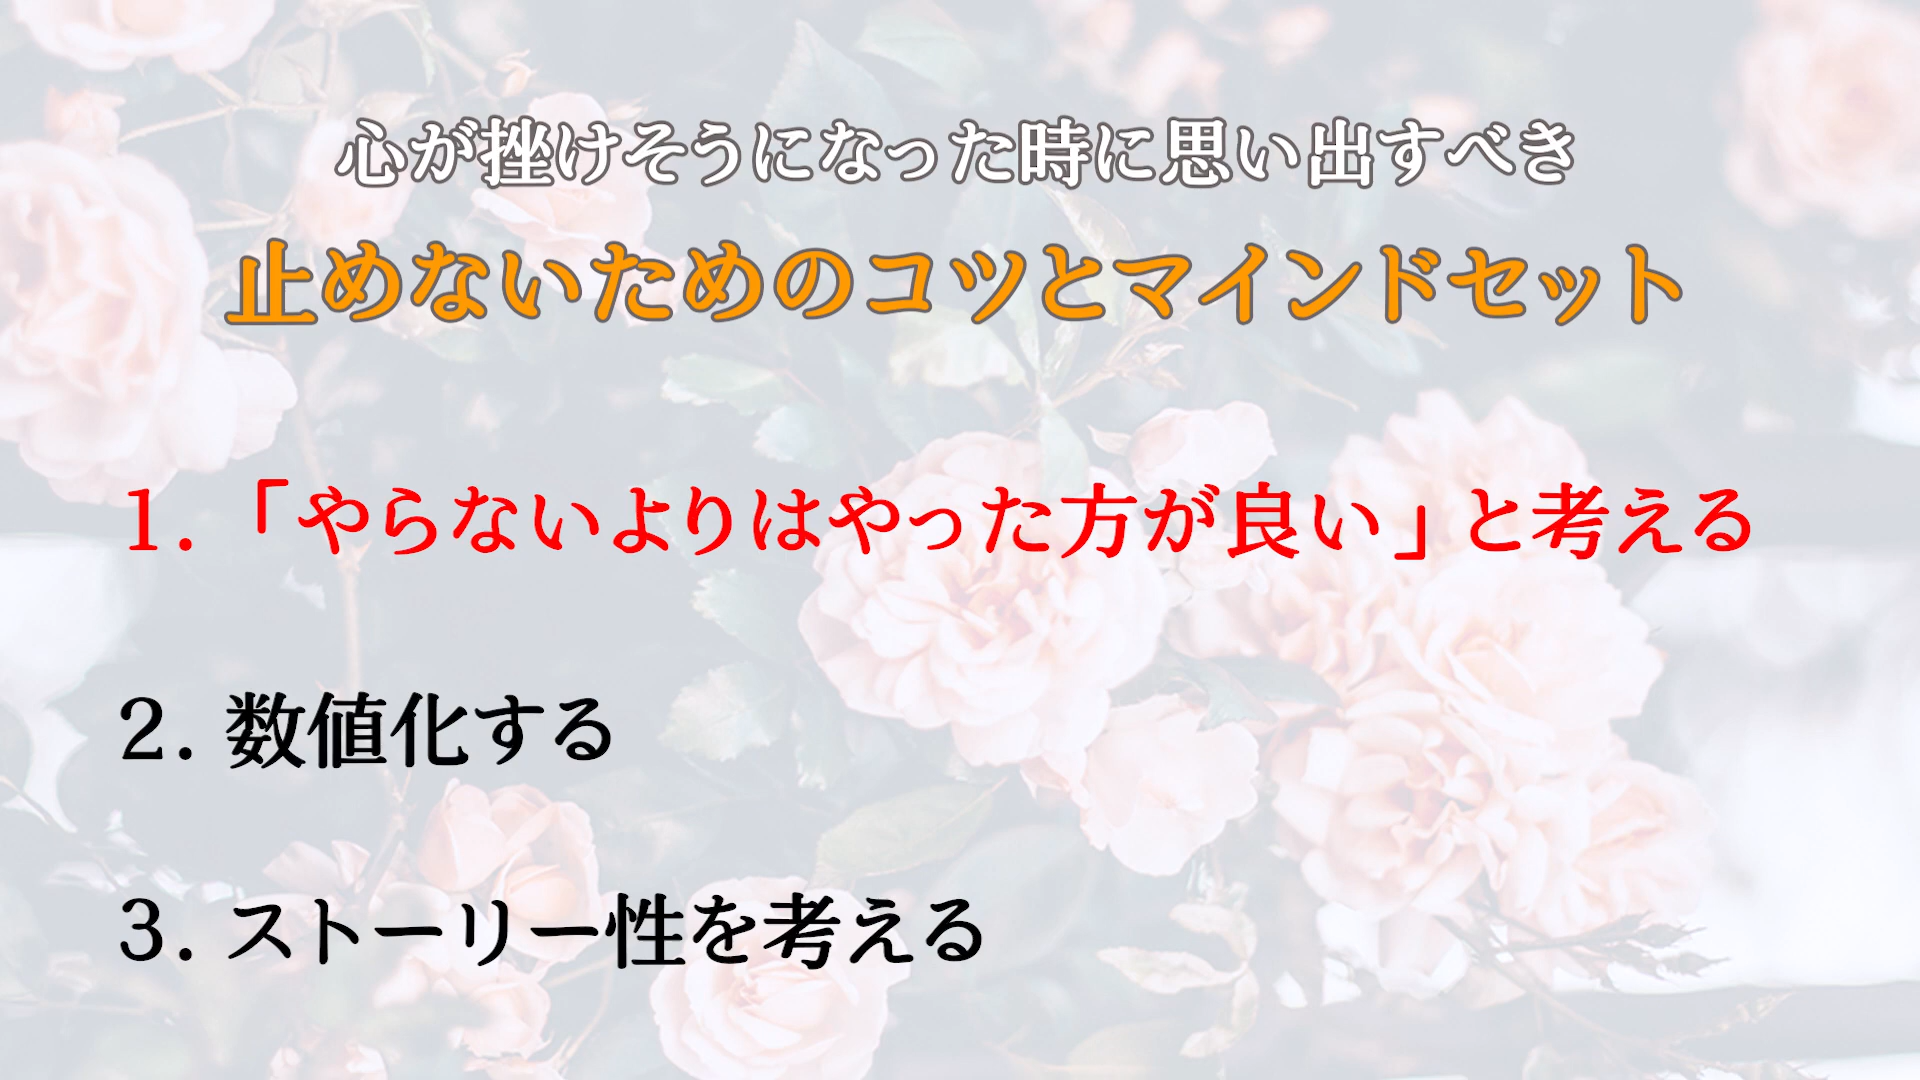 心が挫けそうになった時に思い出すべき
止めないためのコツとマインドセット
1. 「やらないよりはやった方が良い」と考える
2. 数値化する
3. ストーリー性を考える